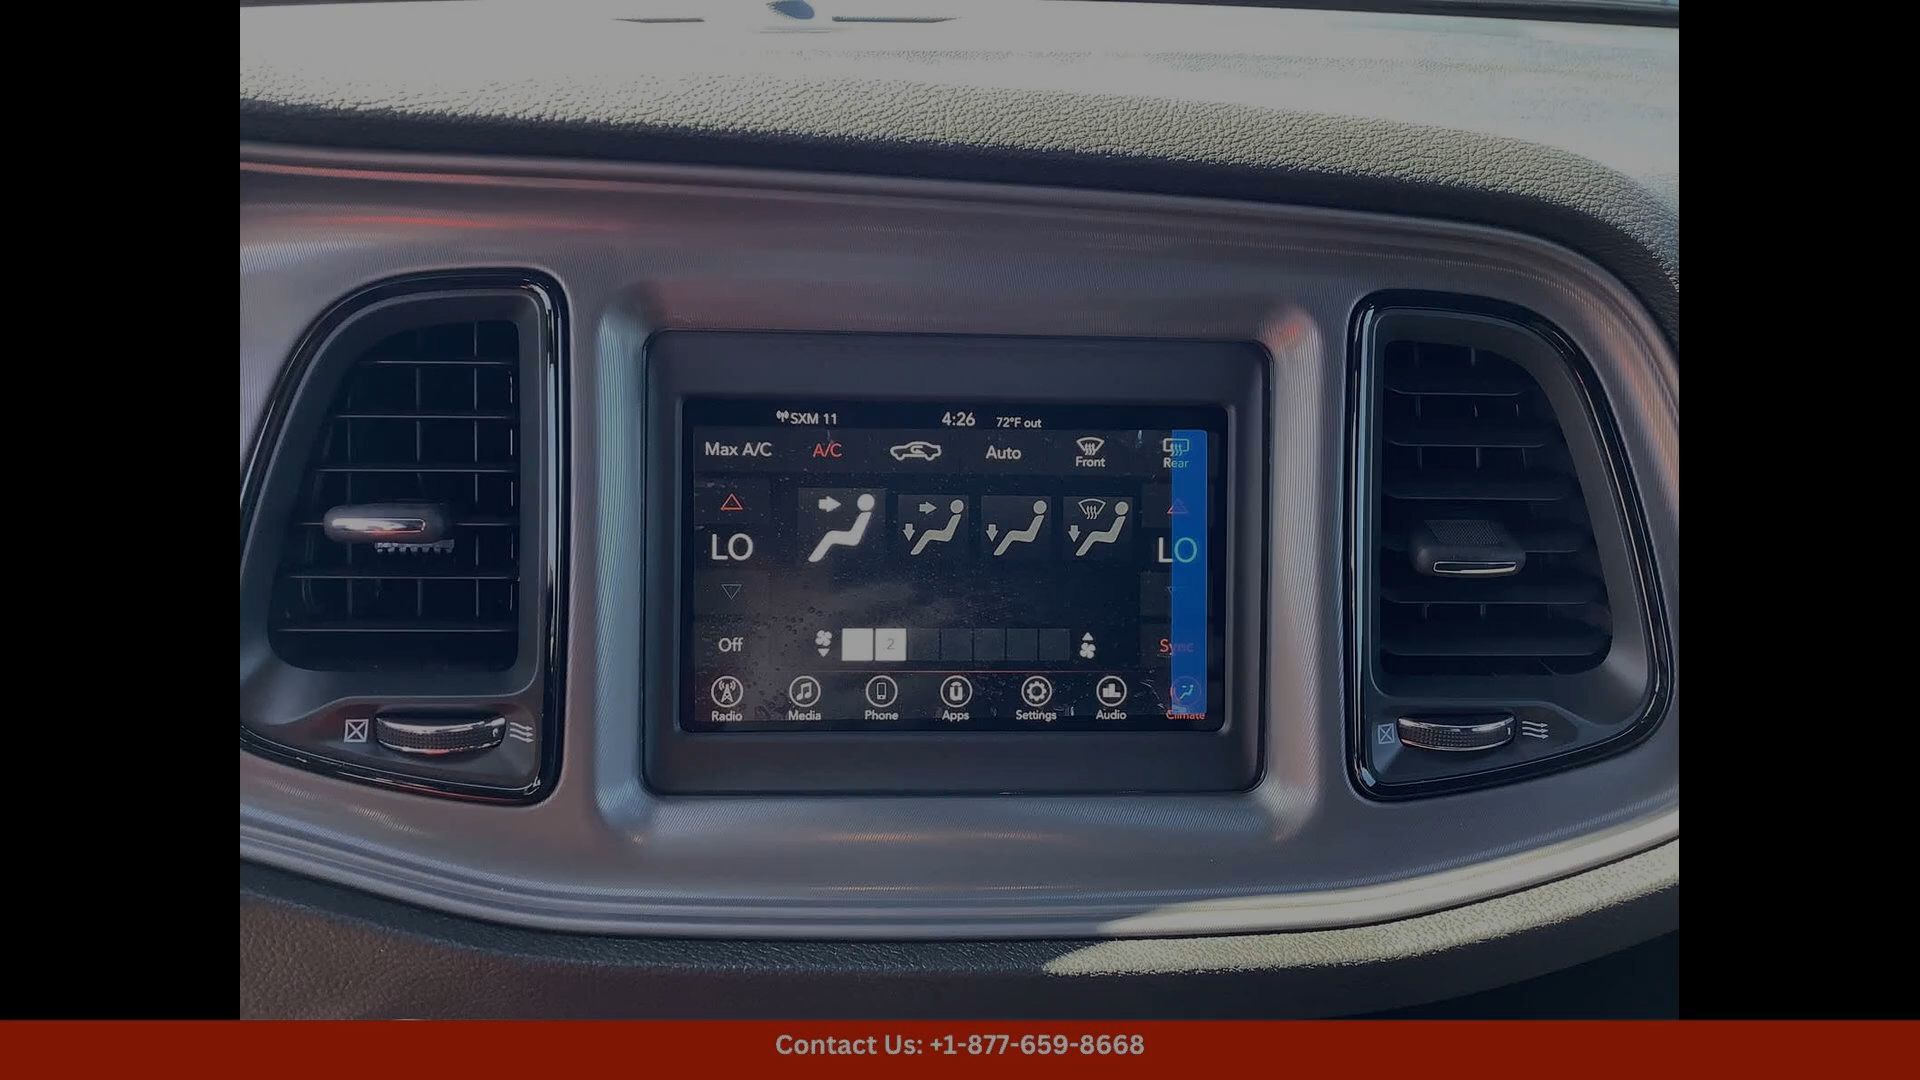 SXM 11 4:26 72°F out
Max A/C A/C Auto Front Rear
LO LO
Off 2 Sync
Radio Media Phone Apps Settings Audio Climate
Contact Us: +1-877-659-8668